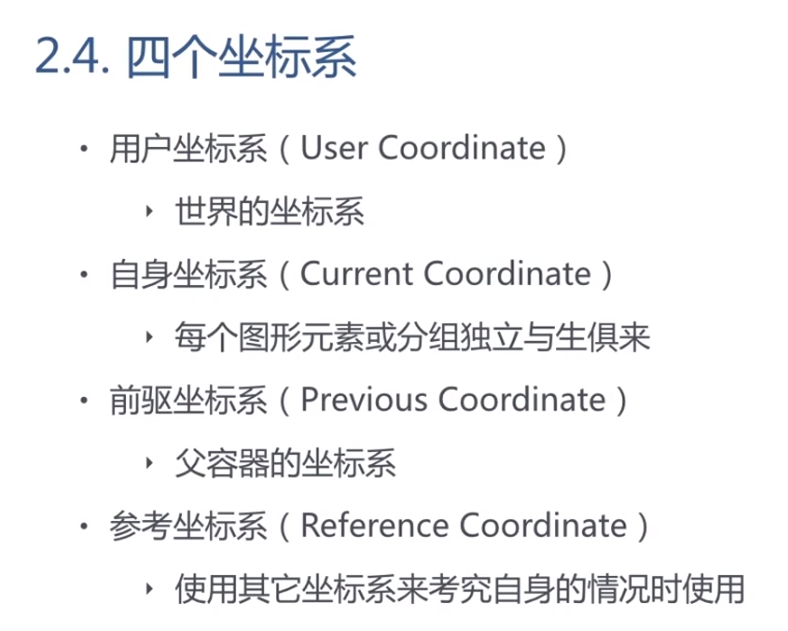 2.4. 四个坐标系
• 用户坐标系（User Coordinate）
‣ 世界的坐标系
• 自身坐标系（Current Coordinate）
‣ 每个图形元素或分组独立与生俱来
• 前驱坐标系（Previous Coordinate）
‣ 父容器的坐标系
• 参考坐标系（Reference Coordinate）
‣ 使用其它坐标系来考究自身的情况时使用